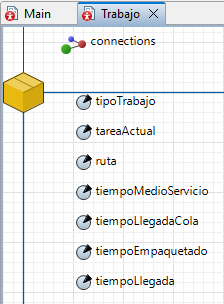 Main
Trabajo
connections
tipoTrabajo
tareaActual
ruta
tiempoMedioServicio
tiempoLlegadaCola
tiempoEmpaquetado
tiempoLlegada